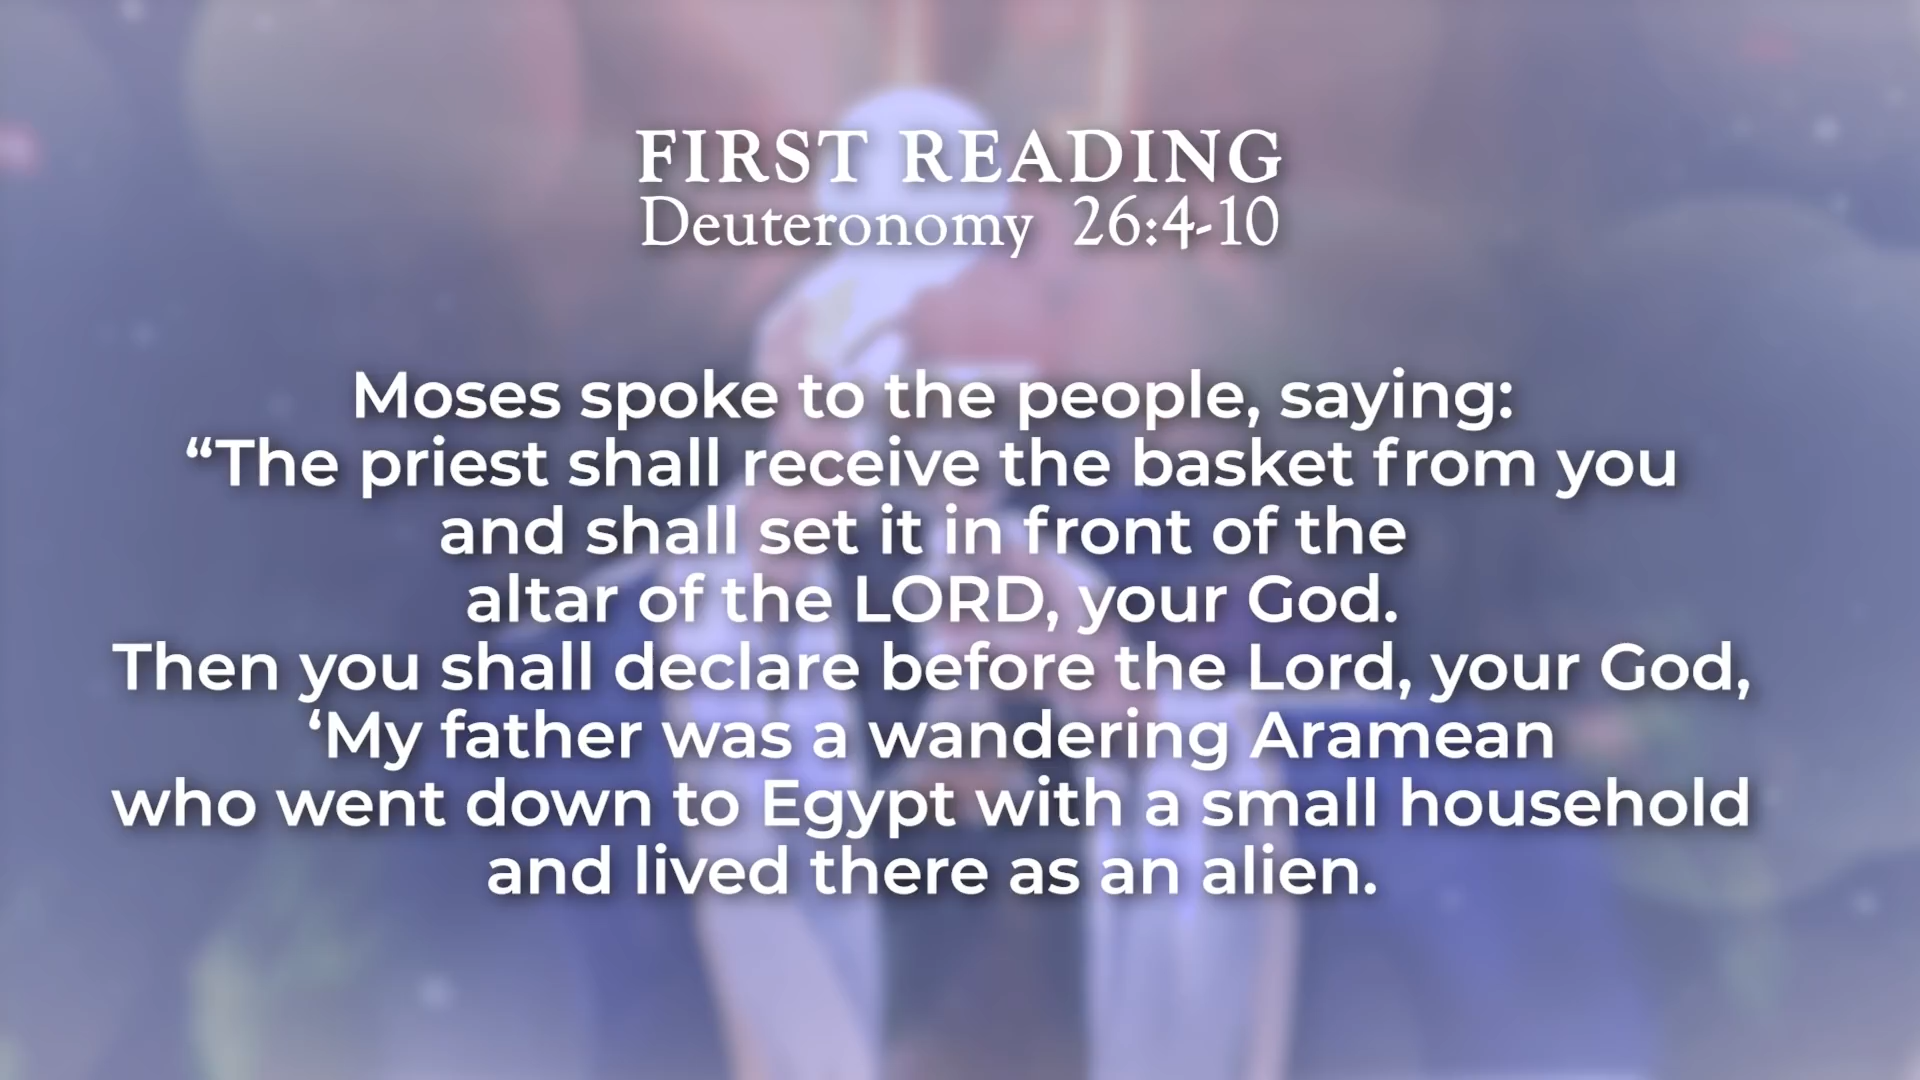 FIRST READING
Deuteronomy 26:4-10
Moses spoke to the people, saying:
“The priest shall receive the basket from you
and shall set it in front of the
altar of the LORD, your God.
Then you shall declare before the Lord, your God,
‘My father was a wandering Aramean
who went down to Egypt with a small household
and lived there as an alien.